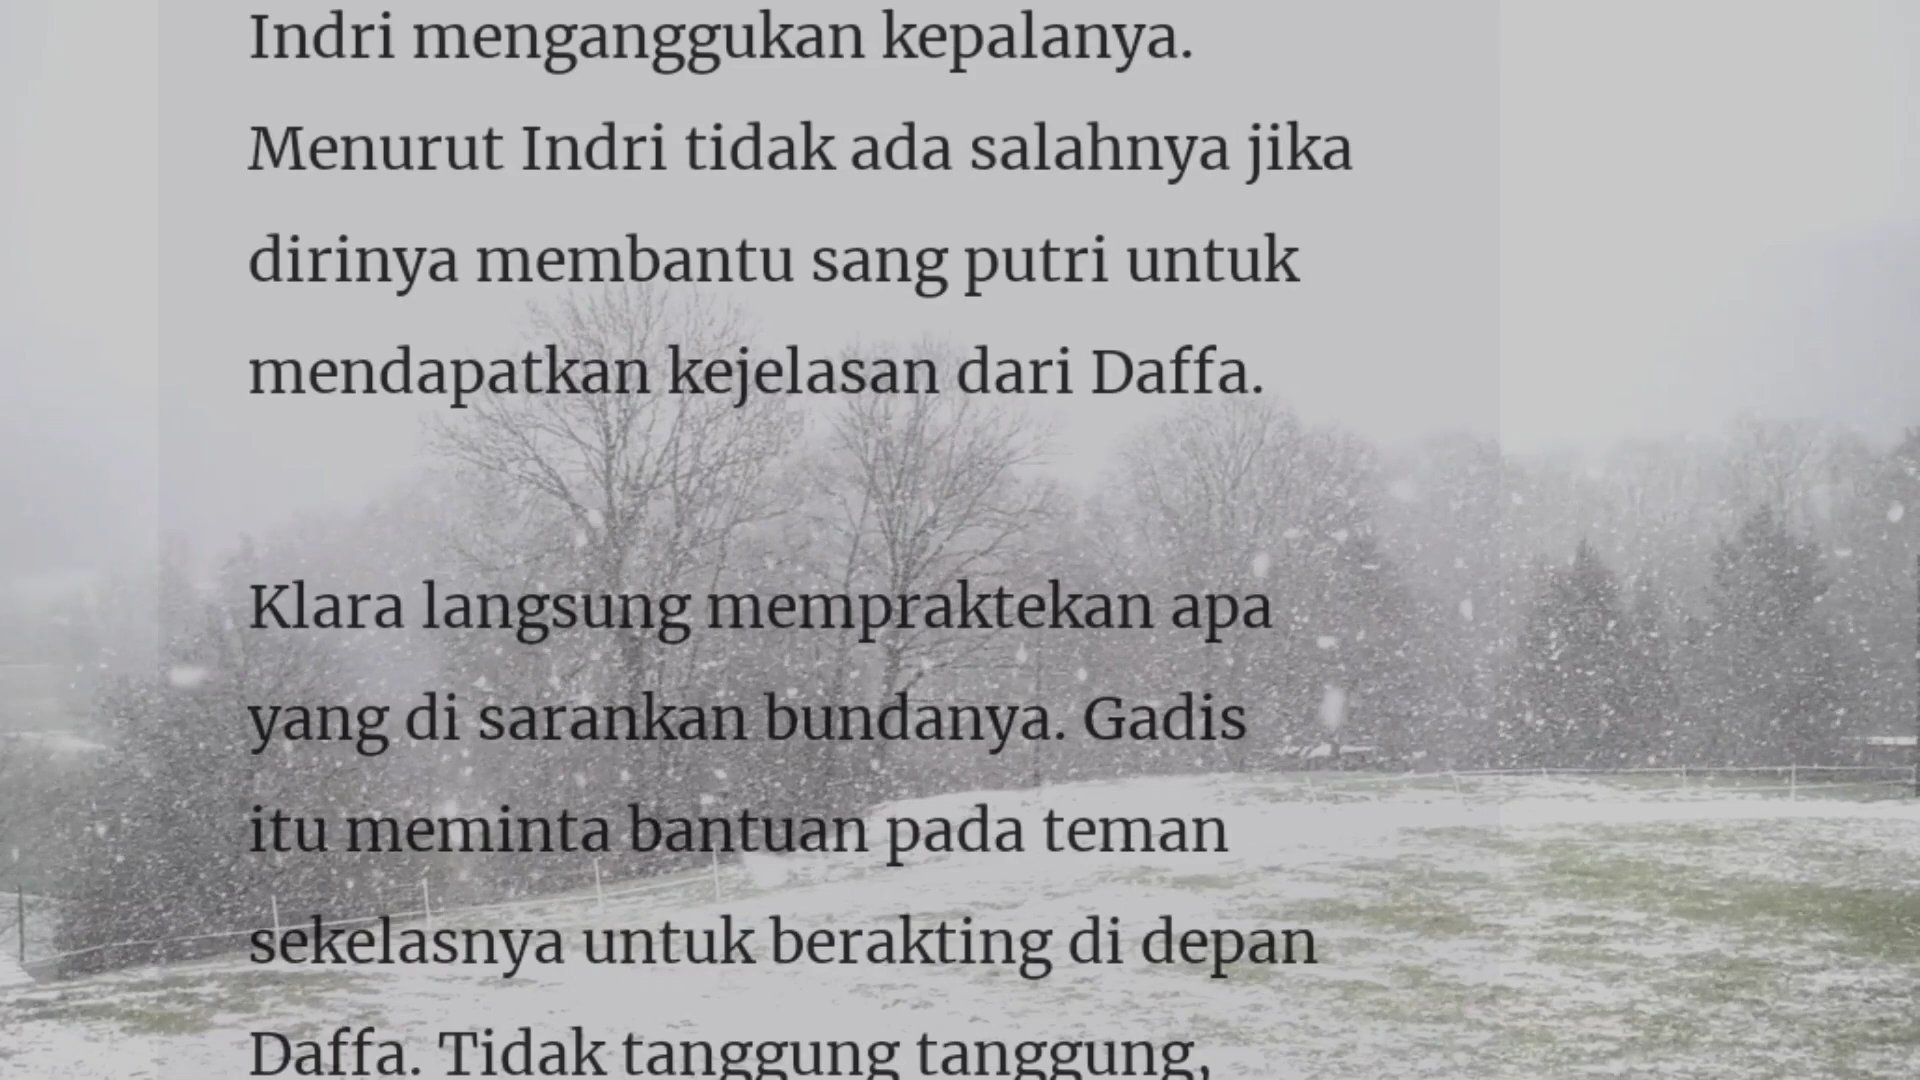 Indri menganggukan kepalanya.
Menurut Indri tidak ada salahnya jika
dirinya membantu sang putri untuk
mendapatkan kejelasan dari Daffa.
Klara langsung mempraktekan apa
yang di sarankan bundanya. Gadis
itu meminta bantuan pada teman
sekelasnya untuk berakting di depan
Daffa. Tidak tanggung tanggung,